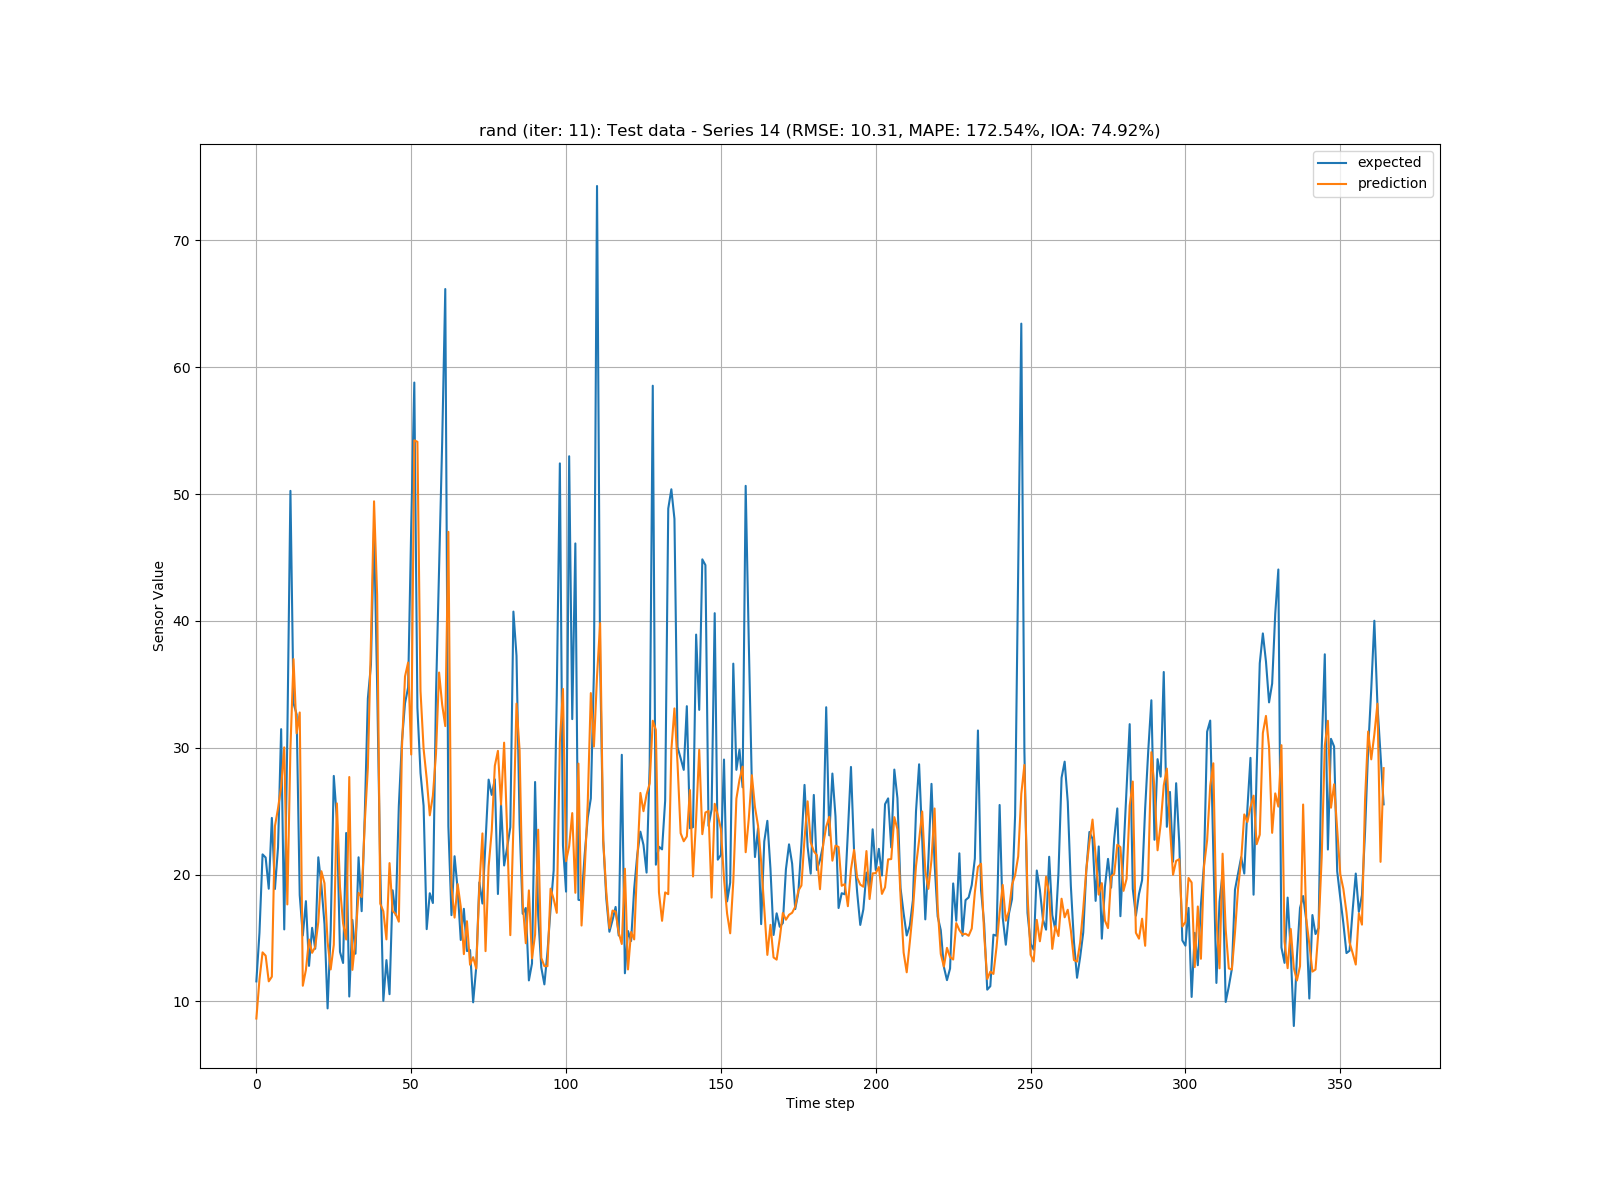 rand (iter: 11): Test data - Series 14 (RMSE: 10.31, MAPE: 172.54%, IOA: 74.92%)
expected
prediction
70
60
50
40
30
20
10
Sensor Value
0 50 100 150 200 250 300 350
Time step